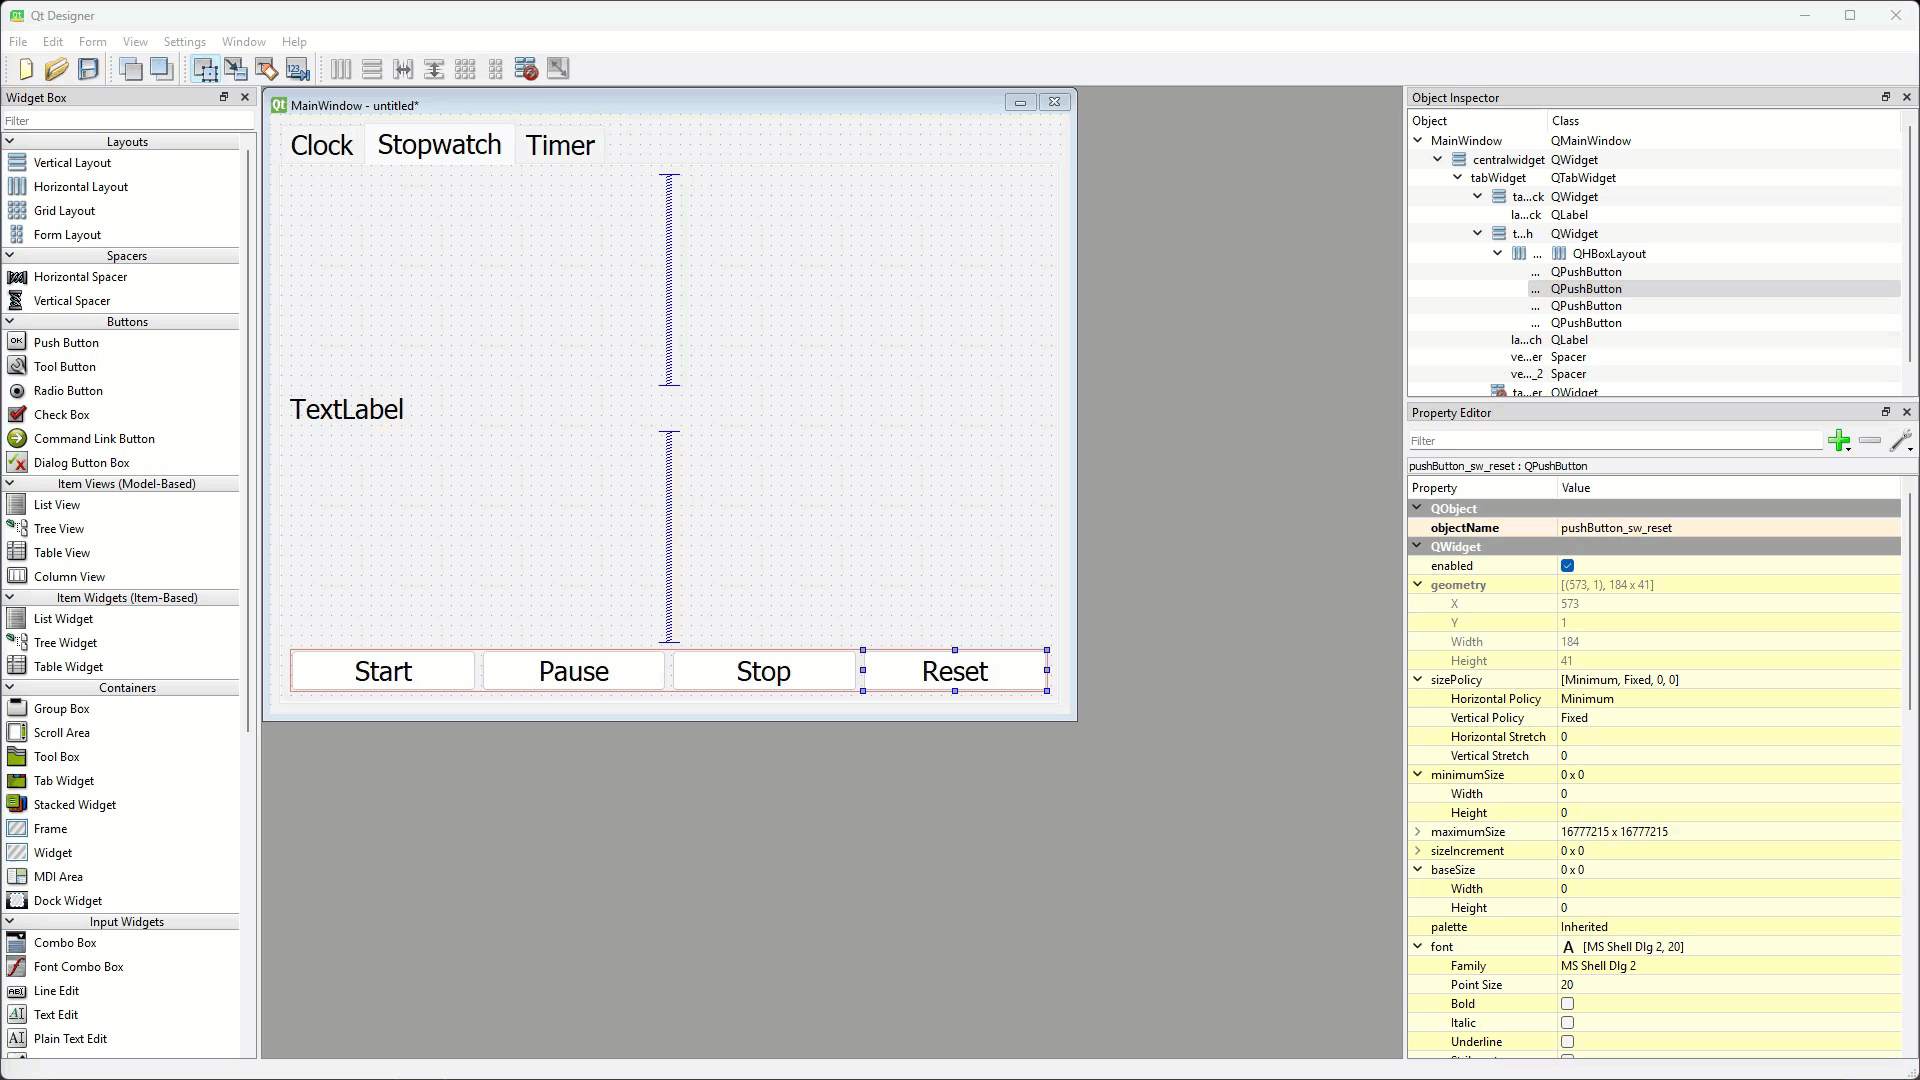 Qt Designer
File Edit Form View Settings Window Help
Widget Box
Filter
Layouts
Vertical Layout
Horizontal Layout
Grid Layout
Form Layout
Spacers
Horizontal Spacer
Vertical Spacer
Buttons
Push Button
Tool Button
Radio Button
Check Box
Command Link Button
Dialog Button Box
Item Views (Model-Based)
List View
Tree View
Table View
Column View
Item Widgets (Item-Based)
List Widget
Tree Widget
Table Widget
Containers
Group Box
Scroll Area
Tool Box
Tab Widget
Stacked Widget
Frame
Widget
MDI Area
Dock Widget
Input Widgets
Combo Box
Font Combo Box
Line Edit
Text Edit
Plain Text Edit
MainWindow - untitled*
Clock Stopwatch Timer
TextLabel
Start Pause Stop Reset
Object Inspector
Object Class
MainWindow QMainWindow
centralwidget QWidget
tabWidget QTabWidget
ta...ck QWidget
la...ck QLabel
t...h QWidget
... QHBoxLayout
... QPushButton
... QPushButton
... QPushButton
... QPushButton
la...ch QLabel
ve...er Spacer
ve..._2 Spacer
ta...er QWidget
Property Editor
Filter
pushButton_sw_reset : QPushButton
Property Value
QObject
objectName pushButton_sw_reset
QWidget
enabled
geometry [(573, 1), 184 x 41]
X 573
Y 1
Width 184
Height 41
sizePolicy [Minimum, Fixed, 0, 0]
Horizontal Policy Minimum
Vertical Policy Fixed
Horizontal Stretch 0
Vertical Stretch 0
minimumSize 0 x 0
Width 0
Height 0
maximumSize 16777215 x 16777215
sizeIncrement 0 x 0
baseSize 0 x 0
Width 0
Height 0
palette Inherited
font A [MS Shell Dlg 2, 20]
Family MS Shell Dlg 2
Point Size 20
Bold
Italic
Underline